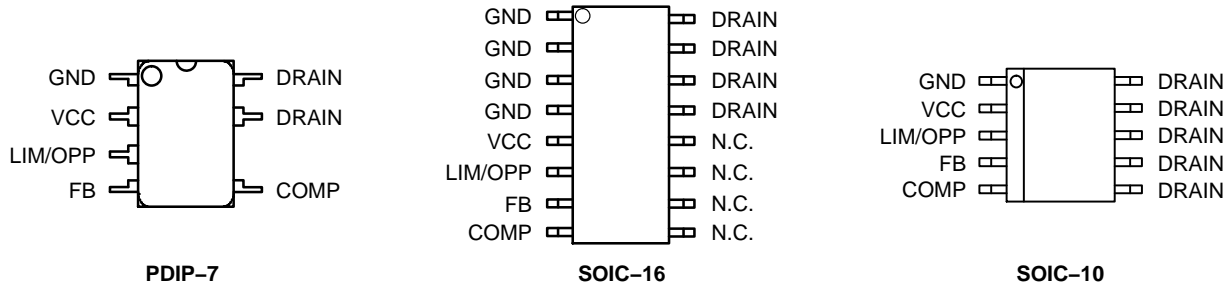 GND
VCC
LIM/OPP
FB
DRAIN
DRAIN
COMP
PDIP–7
GND
GND
GND
GND
VCC
LIM/OPP
FB
COMP
DRAIN
DRAIN
DRAIN
DRAIN
N.C.
N.C.
N.C.
N.C.
SOIC–16
GND
VCC
LIM/OPP
FB
COMP
DRAIN
DRAIN
DRAIN
DRAIN
DRAIN
SOIC–10